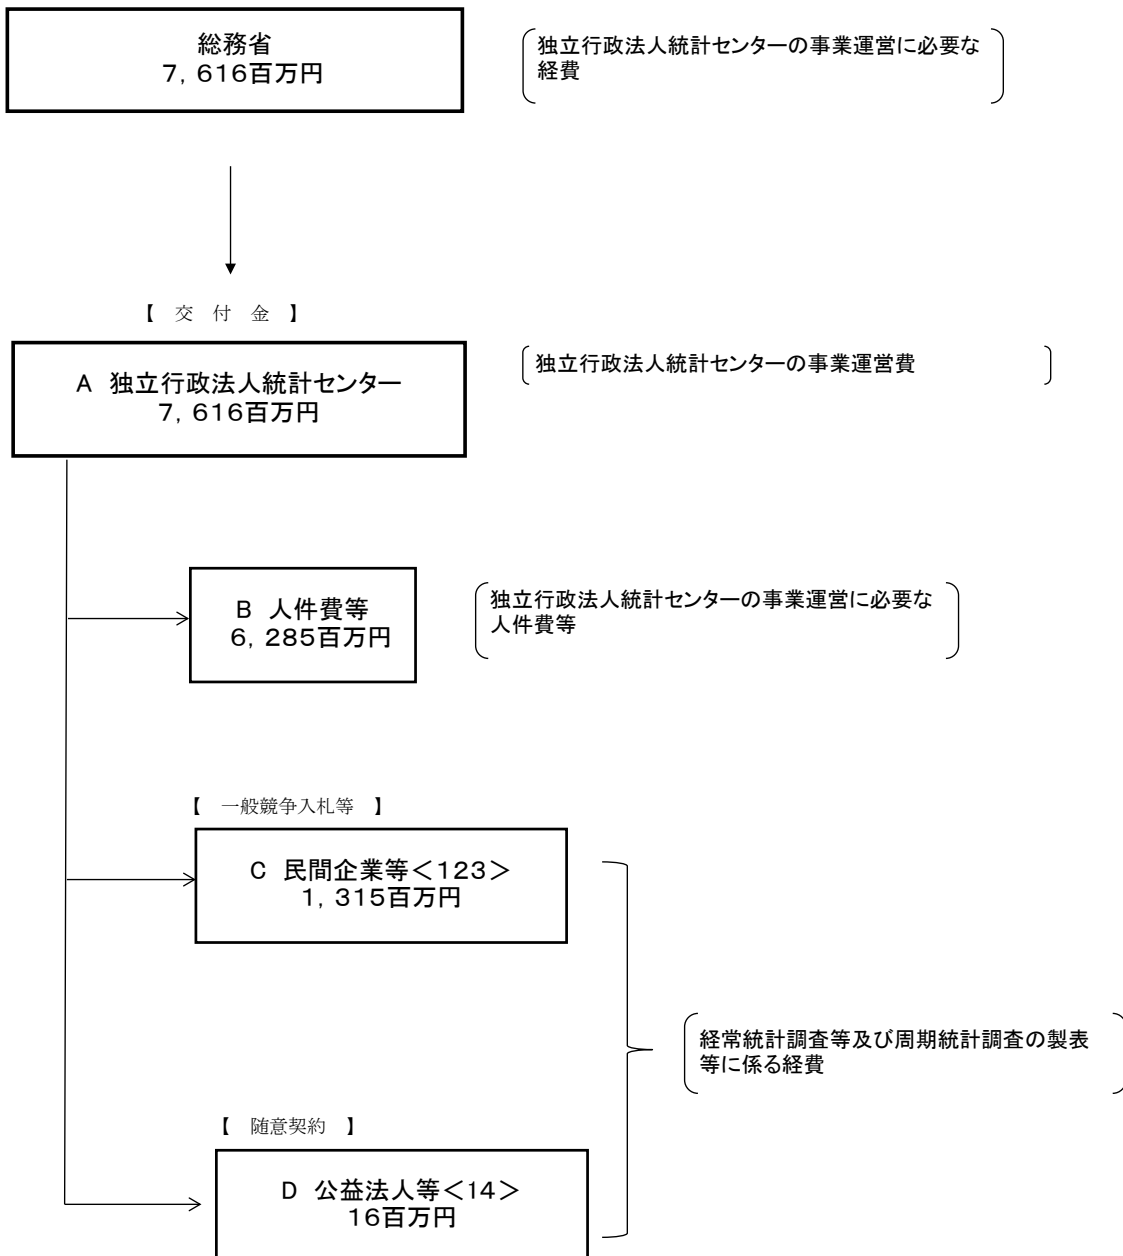 総務省
7，616百万円
独立行政法人統計センターの事業運営に必要な
経費
【　交　付　金　】
A　独立行政法人統計センター
7，616百万円
独立行政法人統計センターの事業運営費
B　人件費等
6，285百万円
独立行政法人統計センターの事業運営に必要な
人件費等
【　一般競争入札等　】
C　民間企業等＜123＞
1，315百万円
経常統計調査等及び周期統計調査の製表
等に係る経費
【　随意契約　】
D　公益法人等＜14＞
16百万円